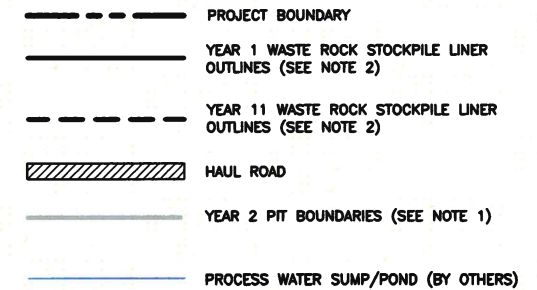 PROJECT BOUNDARY
YEAR 1 WASTE ROCK STOCKPILE LINER
OUTLINES (SEE NOTE 2)
YEAR 11 WASTE ROCK STOCKPILE LINER
OUTLINES (SEE NOTE 2)
HAUL ROAD
YEAR 2 PIT BOUNDARIES (SEE NOTE 1)
PROCESS WATER SUMP/POND (BY OTHERS)